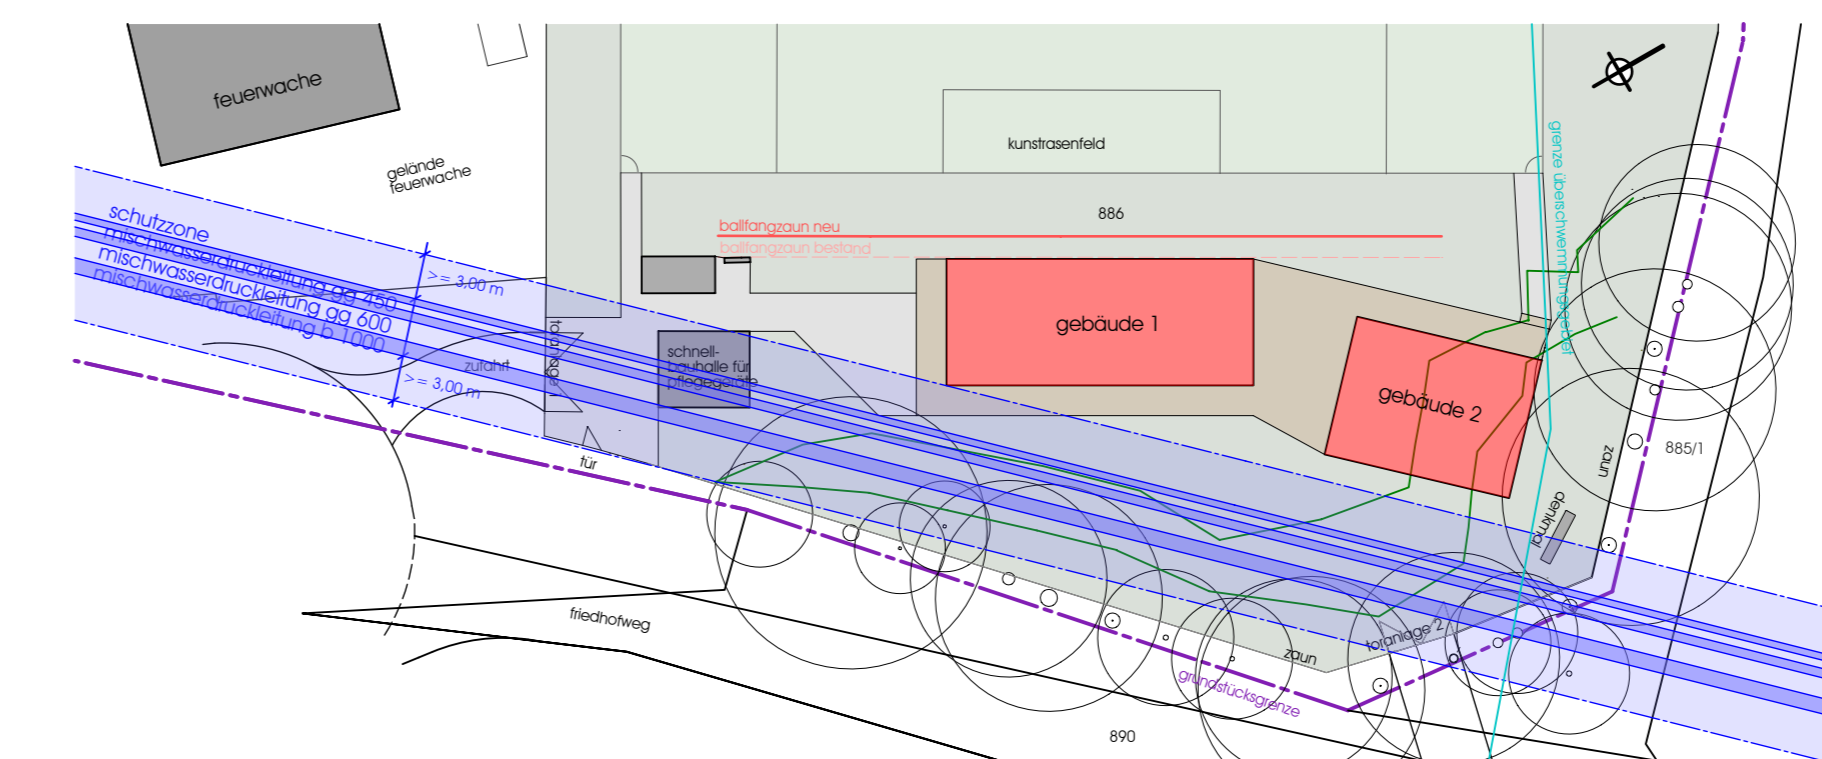 feuerwache
gelände
feuerwache
kunstrasenfeld
886
ballfangzaun neu
ballfangzaun bestand
grenze überschwemmungsgebiet
schutzzone
mischwasserdruckleitung gg 450
mischwasserdruckleitung gg 600
mischwasserdruckleitung b 1000
>= 3,00 m
>= 3,00 m
zufahrt
toranlage 1
schnell-
bauhalle für
pflegegeräte
gebäude 1
gebäude 2
tür
zaun
885/1
denkmal
friedhofweg
toranlage 2
zaun
grundstücksgrenze
890